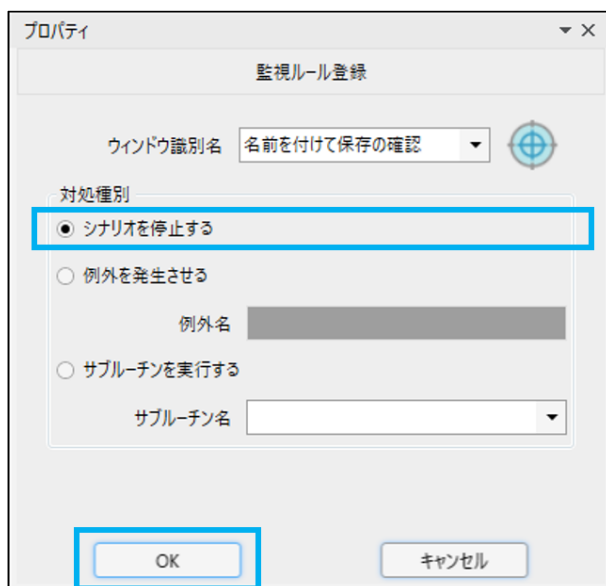 プロパティ
監視ルール登録
ウィンドウ識別名 名前を付けて保存の確認
対処種別
シナリオを停止する
例外を発生させる
例外名
サブルーチンを実行する
サブルーチン名
OK キャンセル